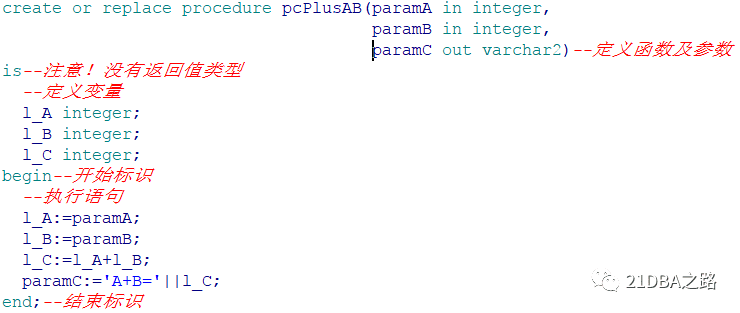 create or replace procedure pcPlusAB(paramA in integer,
paramB in integer,
paramC out varchar2)--定义函数及参数
is--注意！没有返回值类型
--定义变量
l_A integer;
l_B integer;
l_C integer;
begin--开始标识
--执行语句
l_A:=paramA;
l_B:=paramB;
l_C:=l_A+l_B;
paramC:='A+B='||l_C;
end;--结束标识
21DBA之路